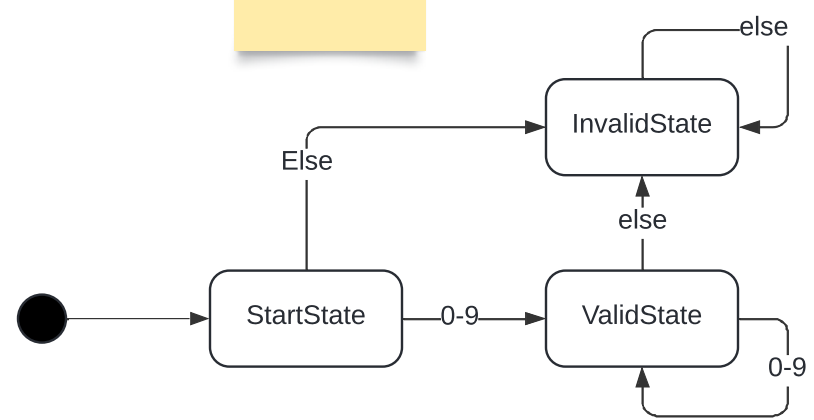 else
InvalidState
Else
else
StartState
0-9
ValidState
0-9